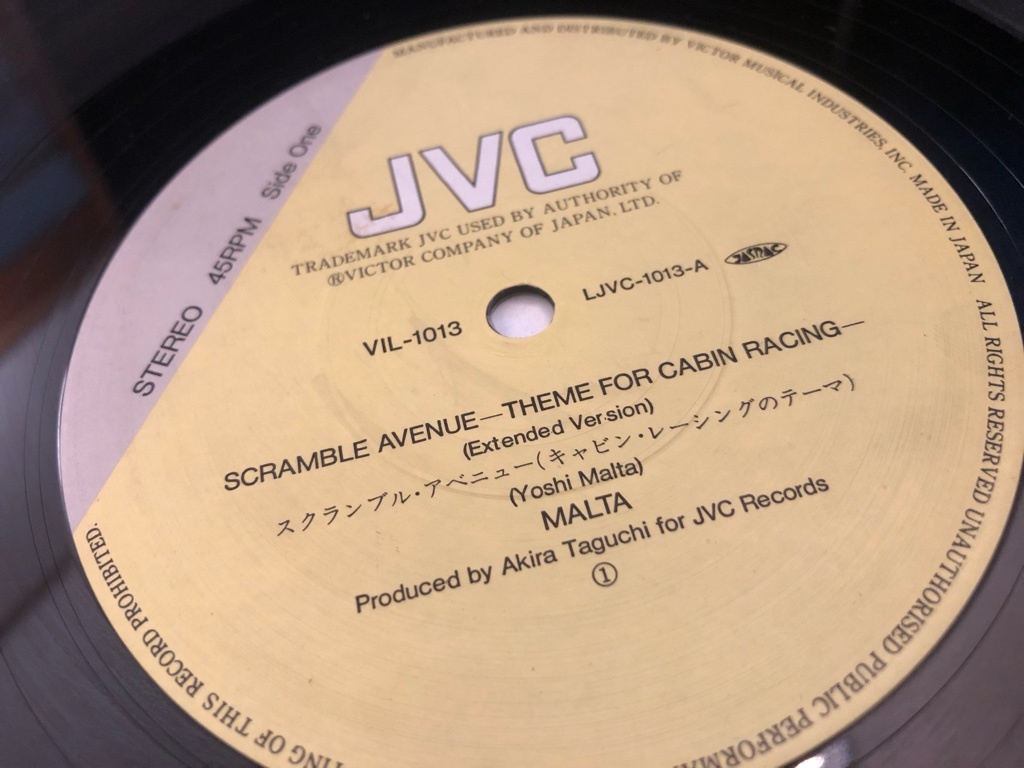 MANUFACTURED AND DISTRIBUTED BY VICTOR MUSICAL INDUSTRIES, INC. MADE IN JAPAN ALL RIGHTS RESERVED UNAUTHORISED PUBLIC PERFORMA
TING OF THIS RECORD PROHIBITED.
STEREO 45RPM Side One
JVC
TRADEMARK JVC USED BY AUTHORITY OF
®VICTOR COMPANY OF JAPAN, LTD.
VIL-1013 LJVC-1013-A JASRAC
SCRAMBLE AVENUE—THEME FOR CABIN RACING—
(Extended Version)
スクランブル・アベニュー(キャビン・レーシングのテーマ)
(Yoshi Malta)
MALTA
Produced by Akira Taguchi for JVC Records
①